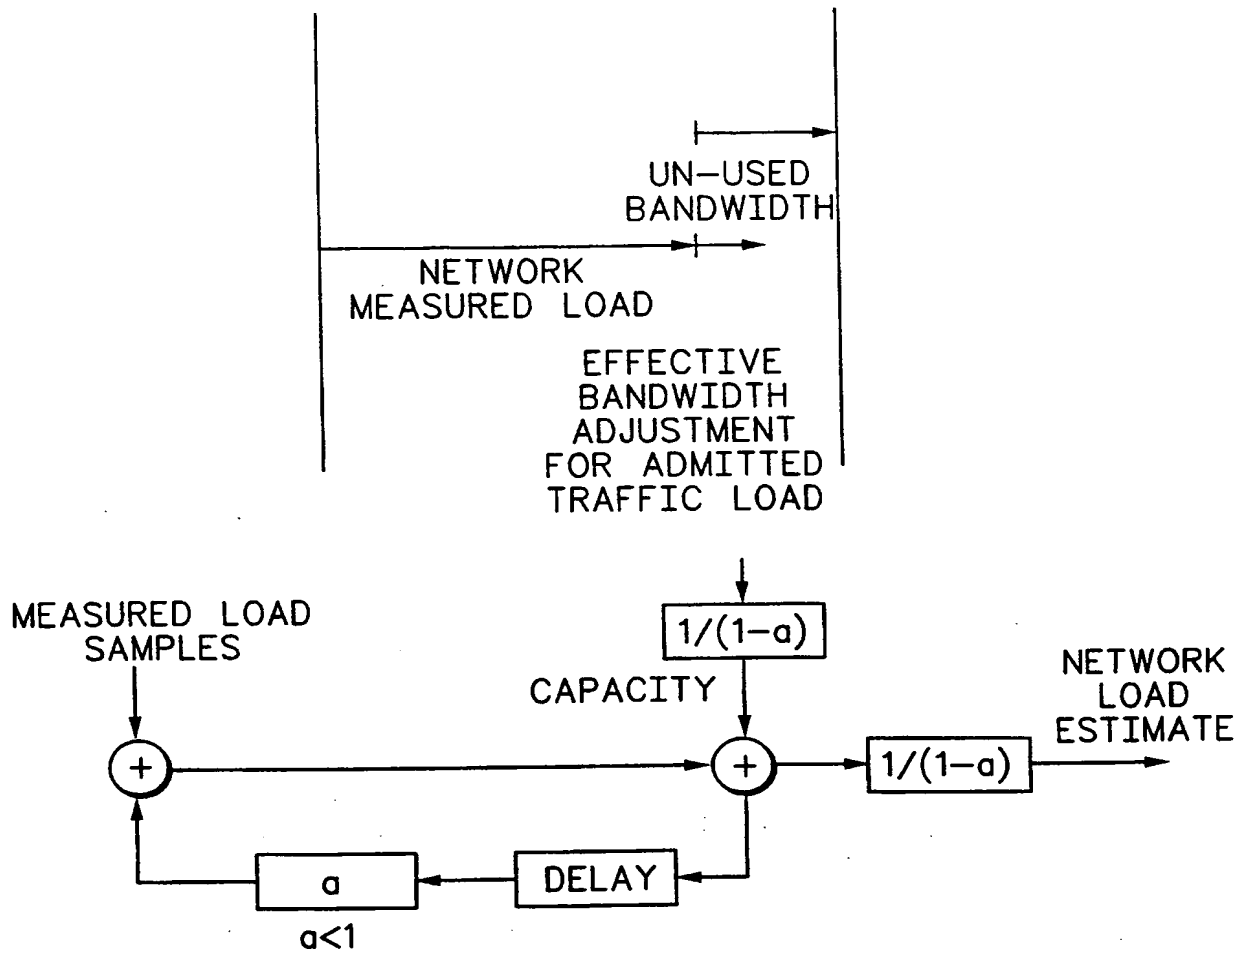 UN-USED
BANDWIDTH
NETWORK
MEASURED LOAD
EFFECTIVE
BANDWIDTH
ADJUSTMENT
FOR ADMITTED
TRAFFIC LOAD
MEASURED LOAD
SAMPLES
1/(1-a)
CAPACITY
NETWORK
LOAD
ESTIMATE
+
+
1/(1-a)
a
DELAY
a<1